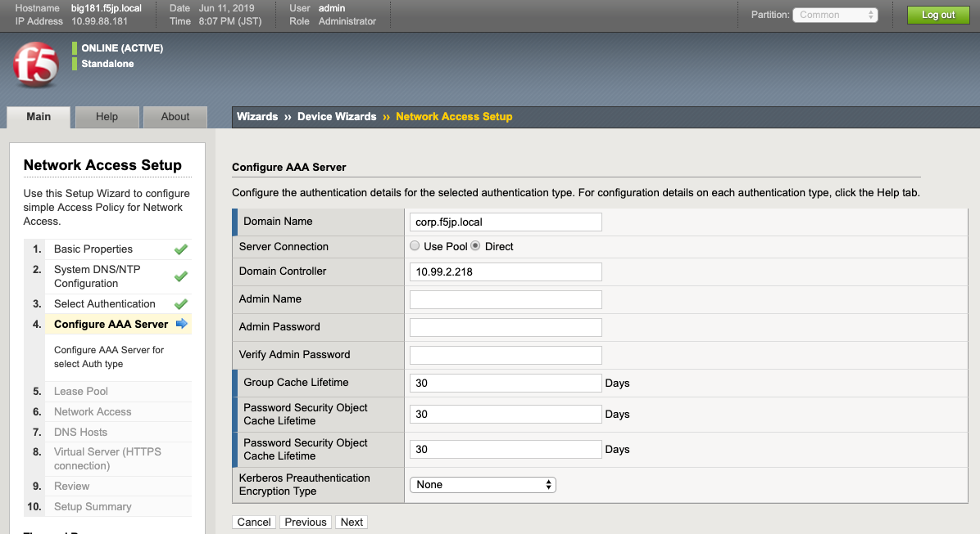 Hostname big181.f5jp.local Date Jun 11, 2019 User admin
IP Address 10.99.88.181 Time 8:07 PM (JST) Role Administrator
Partition: Common Log out
f5
ONLINE (ACTIVE)
Standalone
Main Help About
Wizards ›› Device Wizards ›› Network Access Setup
Network Access Setup
Use this Setup Wizard to configure
simple Access Policy for Network
Access.
1. Basic Properties
2. System DNS/NTP
Configuration
3. Select Authentication
4. Configure AAA Server
Configure AAA Server for
select Auth type
5. Lease Pool
6. Network Access
7. DNS Hosts
8. Virtual Server (HTTPS
connection)
9. Review
10. Setup Summary
Configure AAA Server
Configure the authentication details for the selected authentication type. For configuration details on each authentication type, click the Help tab.
Domain Name corp.f5jp.local
Server Connection Use Pool Direct
Domain Controller 10.99.2.218
Admin Name
Admin Password
Verify Admin Password
Group Cache Lifetime 30 Days
Password Security Object
Cache Lifetime 30 Days
Password Security Object
Cache Lifetime 30 Days
Kerberos Preauthentication
Encryption Type None
Cancel Previous Next